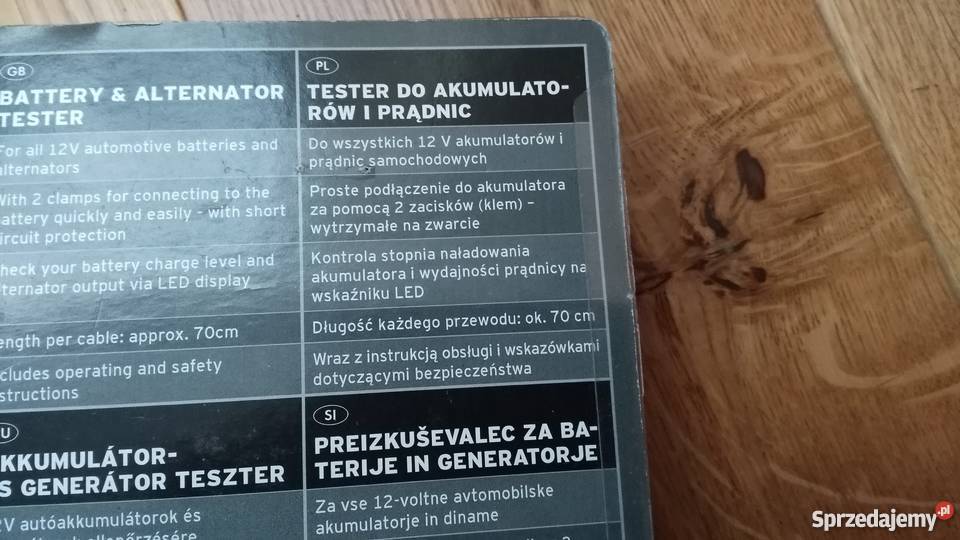 GB
BATTERY & ALTERNATOR
TESTER
For all 12V automotive batteries and
alternators
With 2 clamps for connecting to the
battery quickly and easily – with short
circuit protection
Check your battery charge level and
alternator output via LED display
Length per cable: approx. 70cm
Includes operating and safety
instructions
PL
TESTER DO AKUMULATO-
RÓW I PRĄDNIC
Do wszystkich 12 V akumulatorów i
prądnic samochodowych
Proste podłączenie do akumulatora
za pomocą 2 zacisków (klem) –
wytrzymałe na zwarcie
Kontrola stopnia naładowania
akumulatora i wydajności prądnicy na
wskaźniku LED
Długość każdego przewodu: ok. 70 cm
Wraz z instrukcją obsługi i wskazówkami
dotyczącymi bezpieczeństwa
U
KKUMULÁTOR-
S GENERÁTOR TESZTER
2V autóakkumulátorok és
ellenőrzésére
SI
PREIZKUŠEVALEC ZA BA-
TERIJE IN GENERATORJE
Za vse 12-voltne avtomobilske
akumulatorje in diname
Sprzedajemy.pl